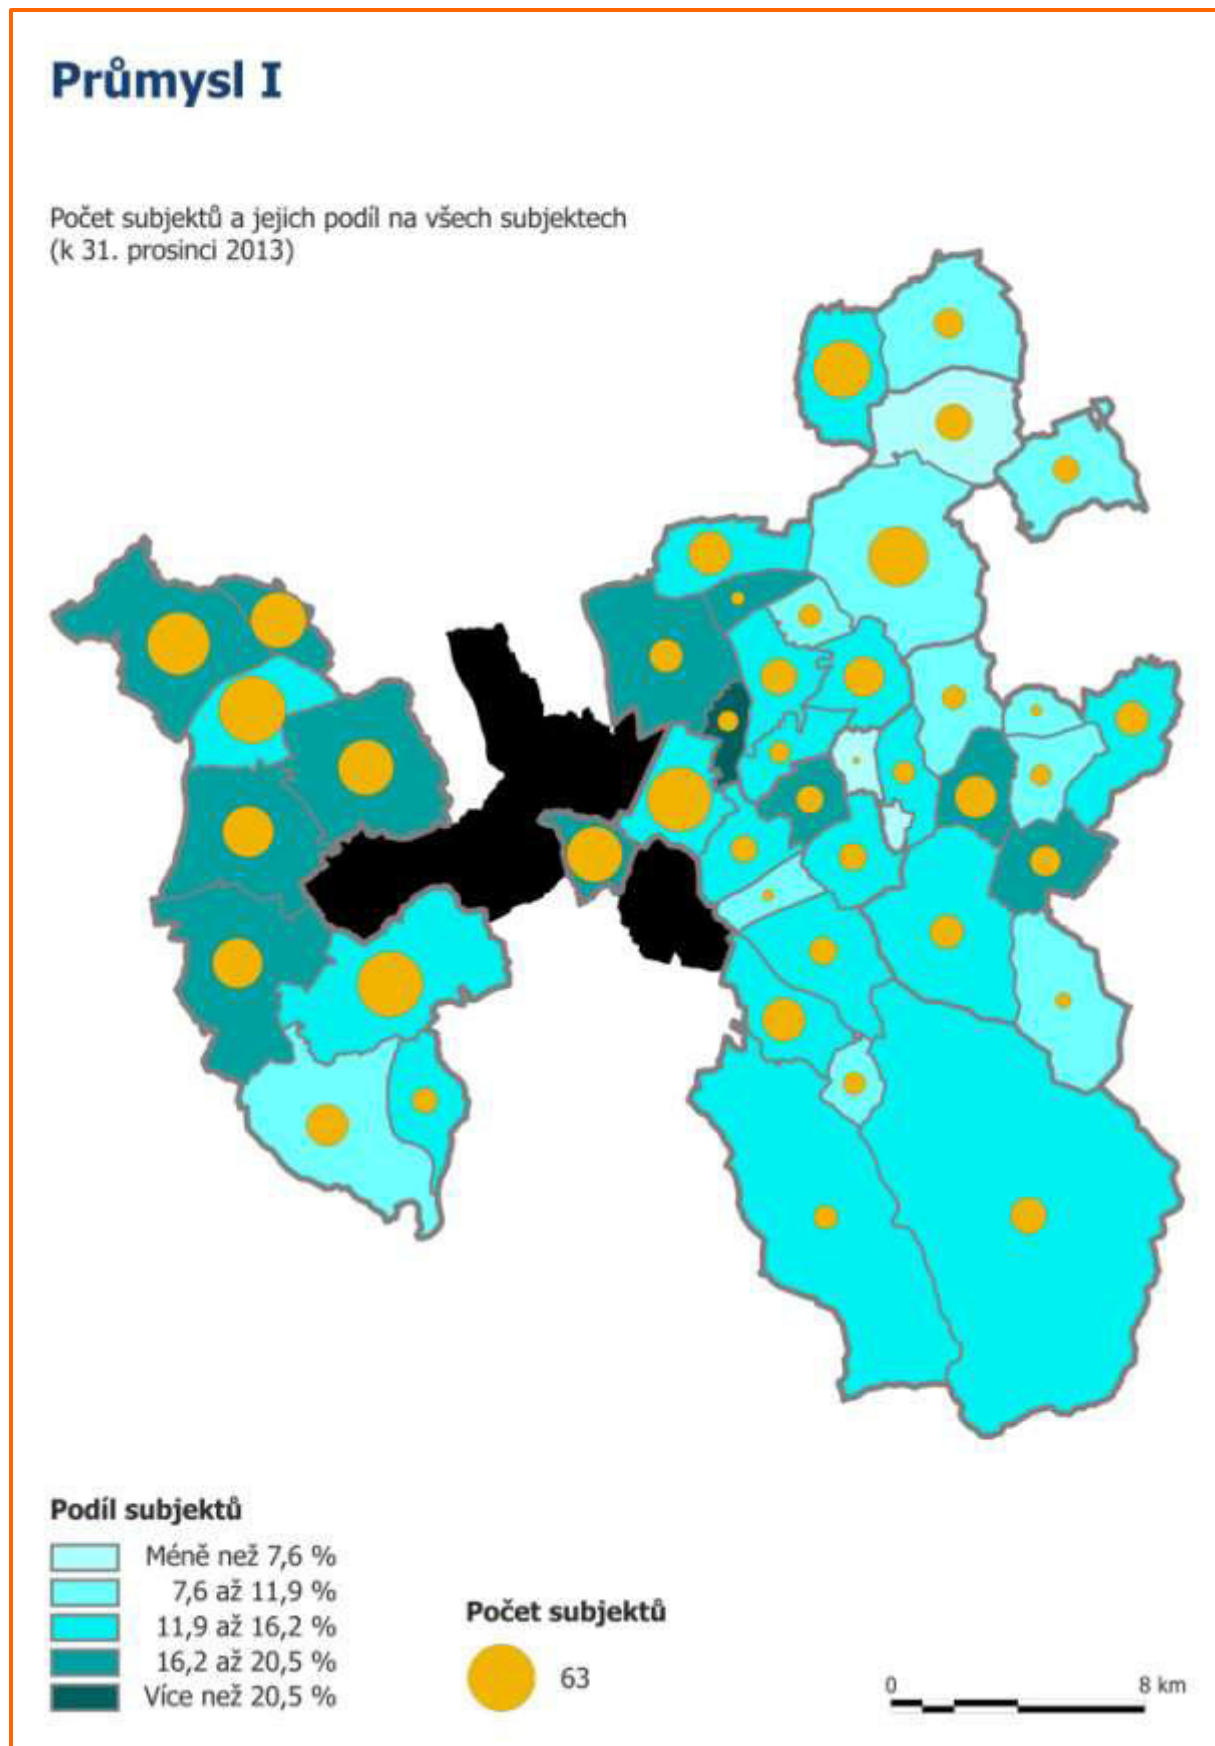 Průmysl I
Počet subjektů a jejich podíl na všech subjektech
(k 31. prosinci 2013)
Podíl subjektů
Méně než 7,6 %
7,6 až 11,9 %
11,9 až 16,2 %
16,2 až 20,5 %
Více než 20,5 %
Počet subjektů
63
0 8 km